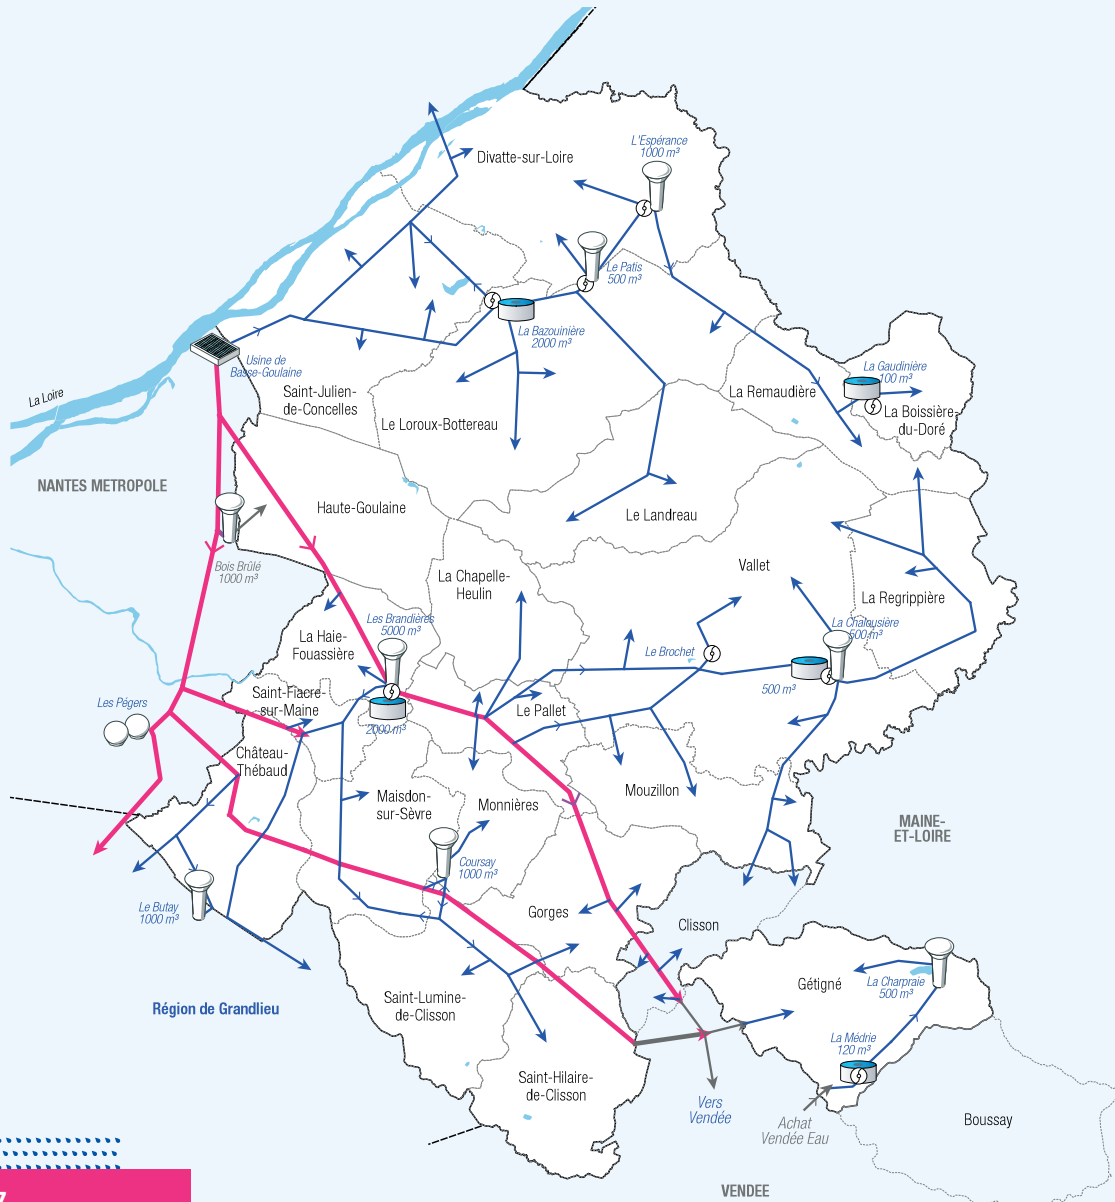 L'Espérance
1000 m³
Divatte-sur-Loire
Le Patis
500 m³
La Bazouinière
2000 m³
Usine de
Basse-Goulaine
La Loire
Saint-Julien-
de-Concelles
Le Loroux-Bottereau
La Remaudière
La Gaudinière
100 m³
La Boissière-
du-Doré
NANTES METROPOLE
Haute-Goulaine
Le Landreau
Bois Brûlé
1000 m³
La Chapelle-
Heulin
Vallet
La Regrippière
Les Brandières
5000 m³
La Haie-
Fouassière
La Chalousière
500 m³
Le Brochet
500 m³
Saint-Fiacre-
sur-Maine
Les Pégers
Le Pallet
2000 m³
Château-
Thébaud
Maisdon-
sur-Sèvre
Monnières
Mouzillon
MAINE-
ET-LOIRE
Coursay
1000 m³
Le Butay
1000 m³
Gorges
Clisson
Gétigné
La Charpraie
500 m³
Région de Grandlieu
Saint-Lumine-
de-Clisson
La Médrie
120 m³
Saint-Hilaire-
de-Clisson
Vers
Vendée
Achat
Vendée Eau
Boussay
VENDEE